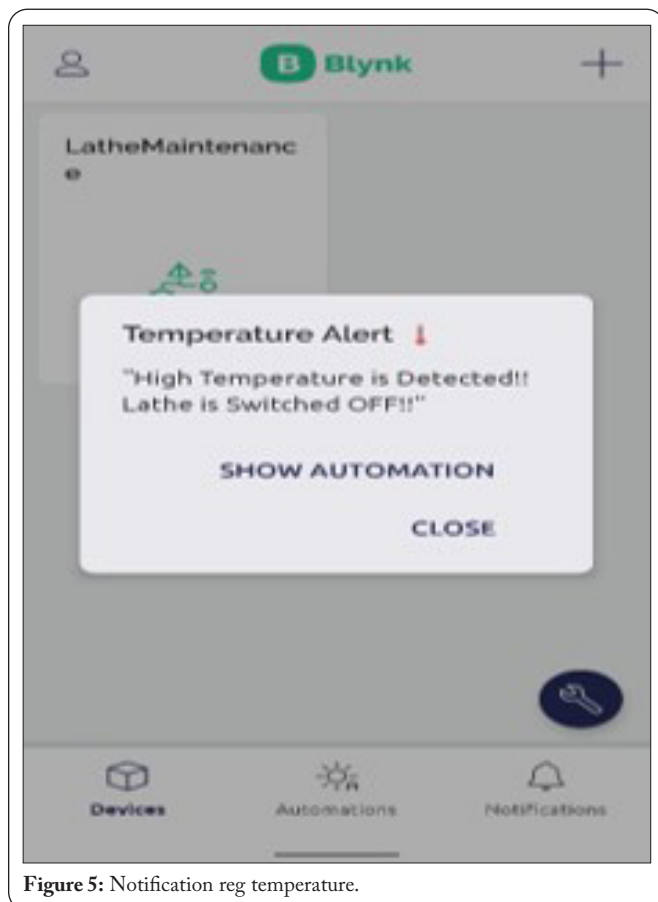 B Blynk
LatheMaintenanc
e
Temperature Alert
"High Temperature is Detected!!
Lathe is Switched OFF!!"
SHOW AUTOMATION
CLOSE
Devices
Automations
Notifications
Figure 5: Notification reg temperature.